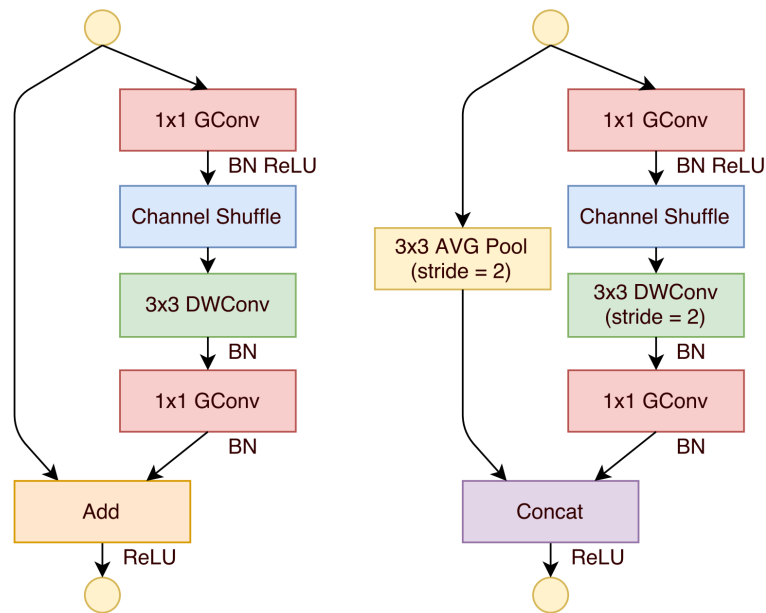 1x1 GConv
BN ReLU
Channel Shuffle
3x3 DWConv
BN
1x1 GConv
BN
Add
ReLU
1x1 GConv
BN ReLU
Channel Shuffle
3x3 AVG Pool
(stride = 2)
3x3 DWConv
(stride = 2)
BN
1x1 GConv
BN
Concat
ReLU